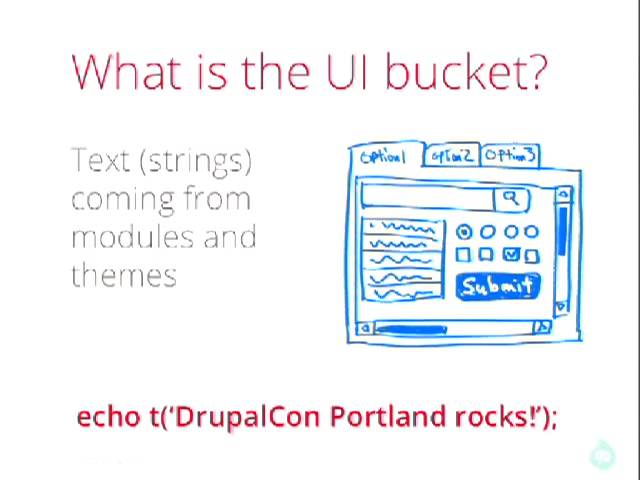 What is the UI bucket?
Text (strings)
coming from
modules and
themes
Option1 Option2 Option3
Submit
echo t('DrupalCon Portland rocks!');